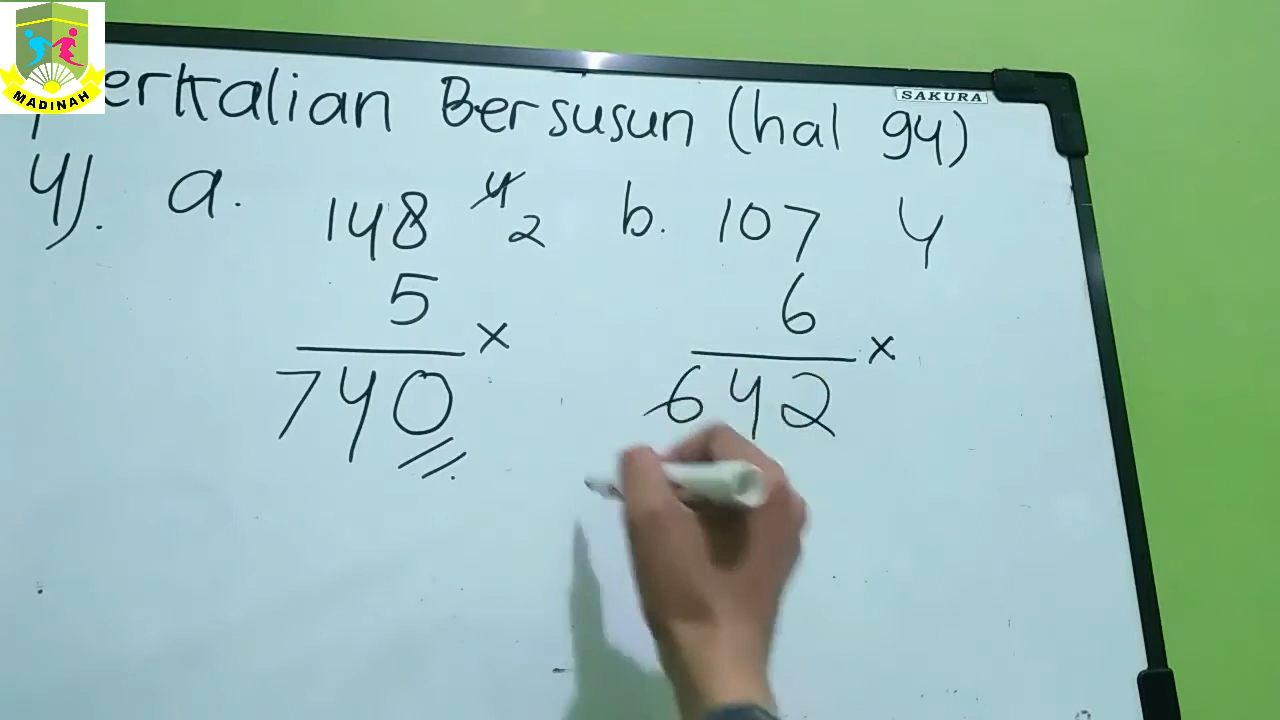 MADINAH
SAKURA
erkalian Bersusun (hal 94)
4). a. 148 4 2 b. 107 4
5 6
× ×
740 642